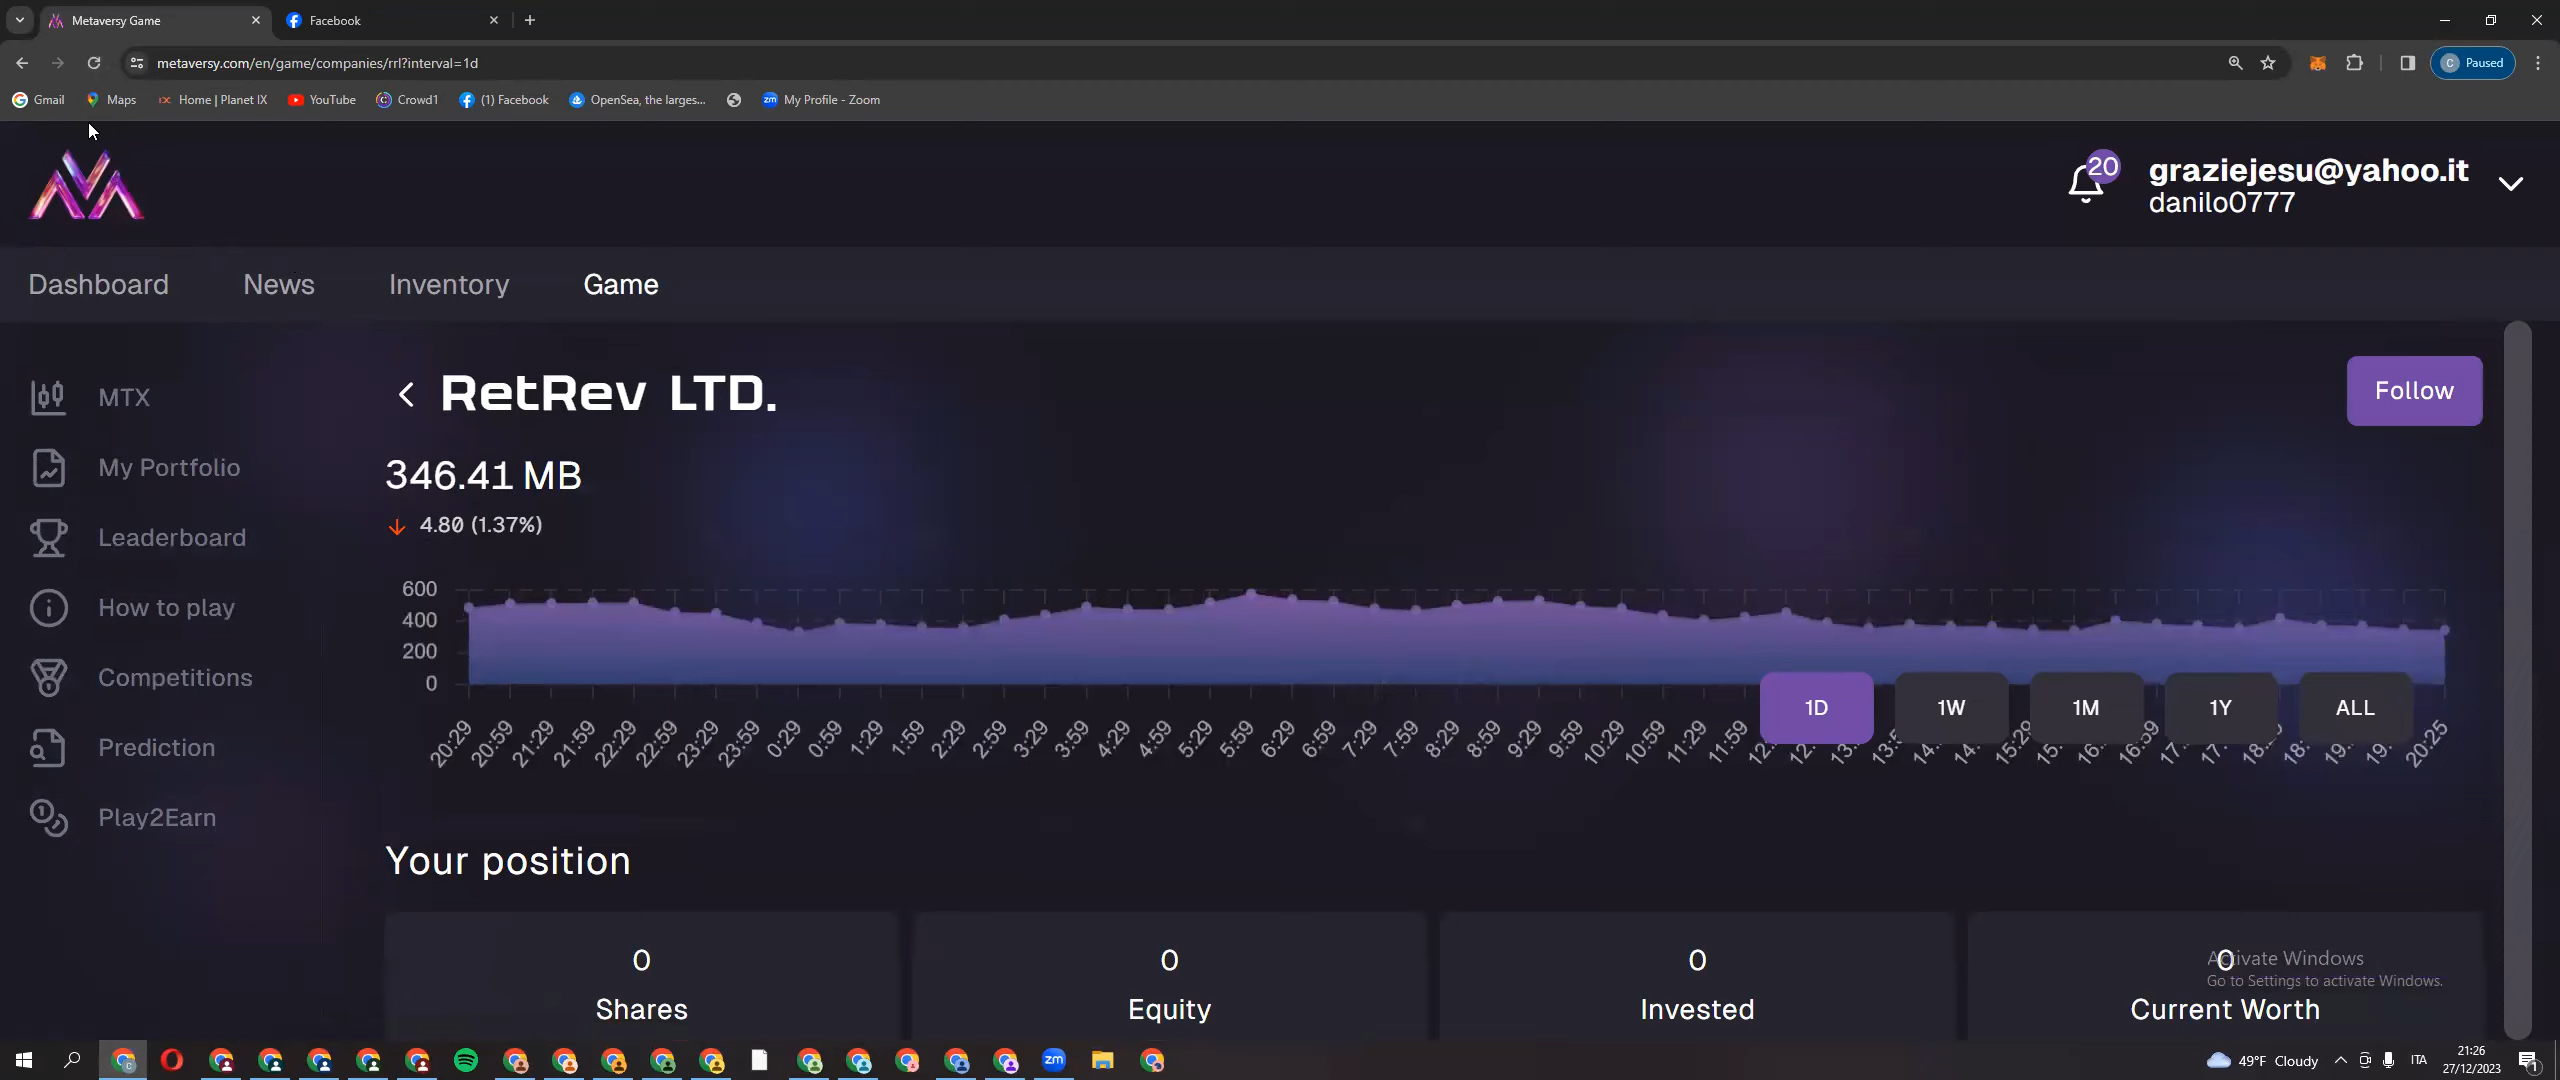 Metaversy Game
Facebook
metaversy.com/en/game/companies/rrl?interval=1d
C Paused
Gmail
Maps
IX Home | Planet IX
YouTube
Crowd1
(1) Facebook
OpenSea, the larges...
zm My Profile - Zoom
20
graziejesu@yahoo.it
danilo0777
Dashboard
News
Inventory
Game
MTX
My Portfolio
Leaderboard
How to play
Competitions
Prediction
Play2Earn
RetRev LTD.
Follow
346.41 MB
4.80 (1.37%)
600
400
200
0
20:29 20:59 21:29 21:59 22:29 22:59 23:29 23:59 0:29 0:59 1:29 1:59 2:29 2:59 3:29 3:59 4:29 4:59 5:29 5:59 6:29 6:59 7:29 7:59 8:29 8:59 9:29 9:59 10:29 10:59 11:29 11:59 16:59 20:25
1D
1W
1M
1Y
ALL
Your position
0
Shares
0
Equity
0
Invested
0
Current Worth
Activate Windows
Go to Settings to activate Windows.
zm
49°F Cloudy
ITA
21:26
27/12/2023
1